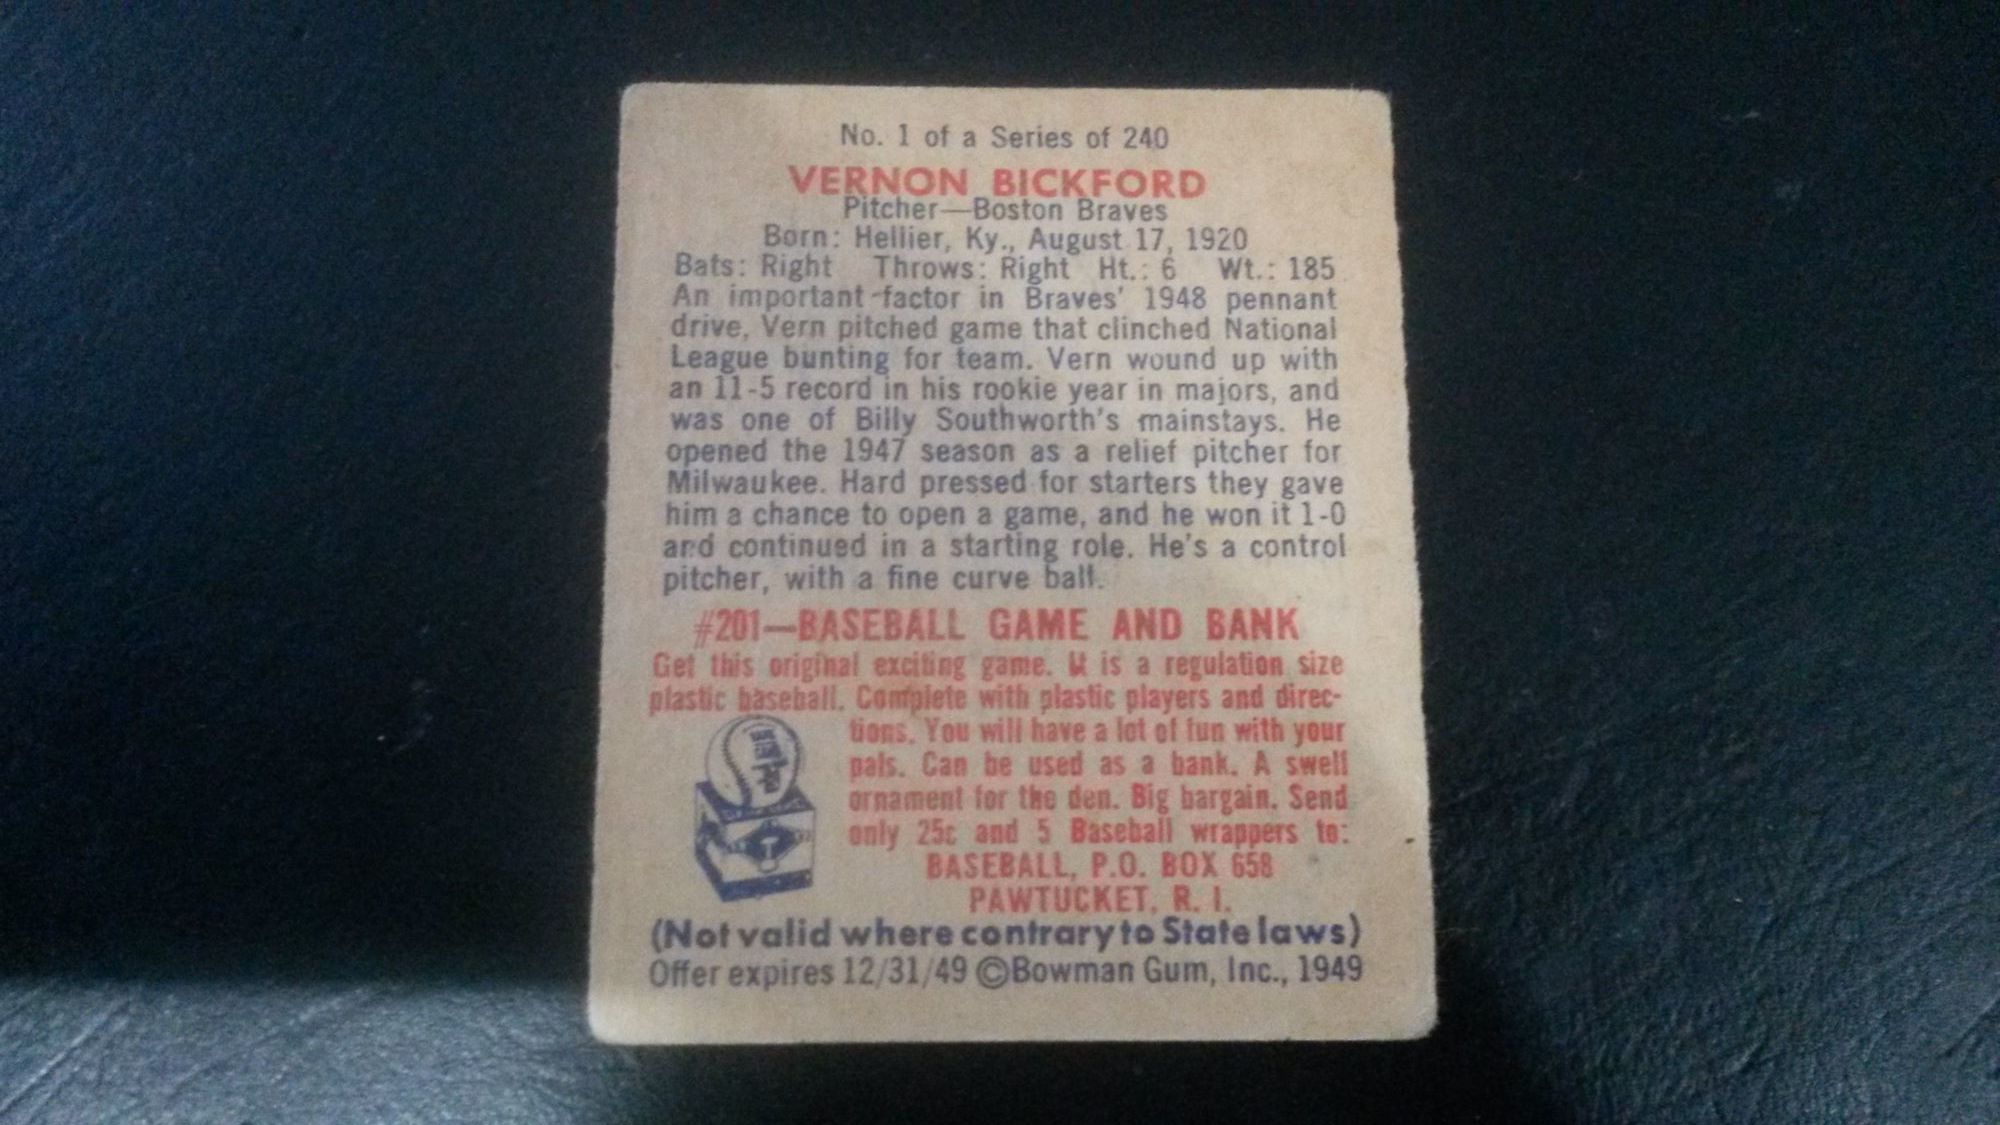 No. 1 of a Series of 240
VERNON BICKFORD
Pitcher—Boston Braves
Born: Hellier, Ky., August 17, 1920
Bats: Right Throws: Right Ht.: 6 Wt.: 185
An important factor in Braves' 1948 pennant
drive, Vern pitched game that clinched National
League bunting for team. Vern wound up with
an 11-5 record in his rookie year in majors, and
was one of Billy Southworth's mainstays. He
opened the 1947 season as a relief pitcher for
Milwaukee. Hard pressed for starters they gave
him a chance to open a game, and he won it 1-0
and continued in a starting role. He's a control
pitcher, with a fine curve ball.
#201—BASEBALL GAME AND BANK
Get this original exciting game. It is a regulation size
plastic baseball. Complete with plastic players and direc-
tions. You will have a lot of fun with your
pals. Can be used as a bank. A swell
ornament for the den. Big bargain. Send
only 25c and 5 Baseball wrappers to:
BASEBALL, P.O. BOX 658
PAWTUCKET, R. I.
(Not valid where contrary to State laws)
Offer expires 12/31/49 ©Bowman Gum, Inc., 1949